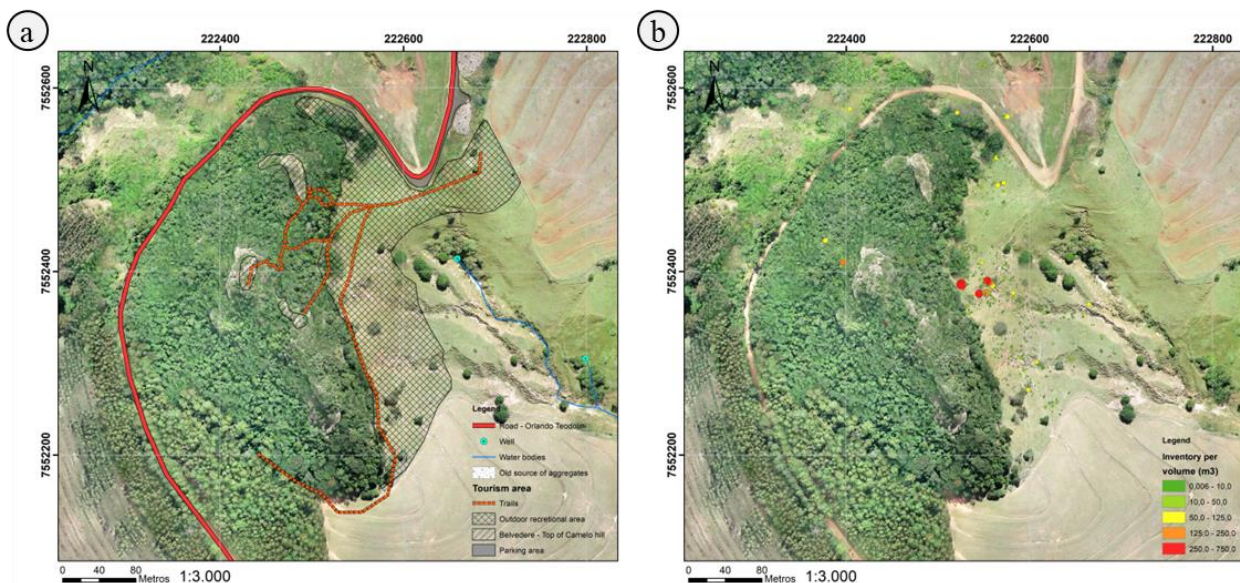 a
222400 222600 222800
N
7552600
7552400
7552200
Legend
Road - Orlando Teodolin
Well
Water bodies
Old source of aggregates
Tourism area
Trails
Outdoor recretional area
Belvedere - Top of Camelo hill
Parking area
0 40 80 Metros 1:3.000
b
222400 222600 222800
N
7552600
7552400
7552200
Legend
Inventory per
volume (m3)
0,006 - 10,0
10,0 - 50,0
50,0 - 125,0
125,0 - 250,0
250,0 - 750,0
0 40 80 Metros 1:3.000